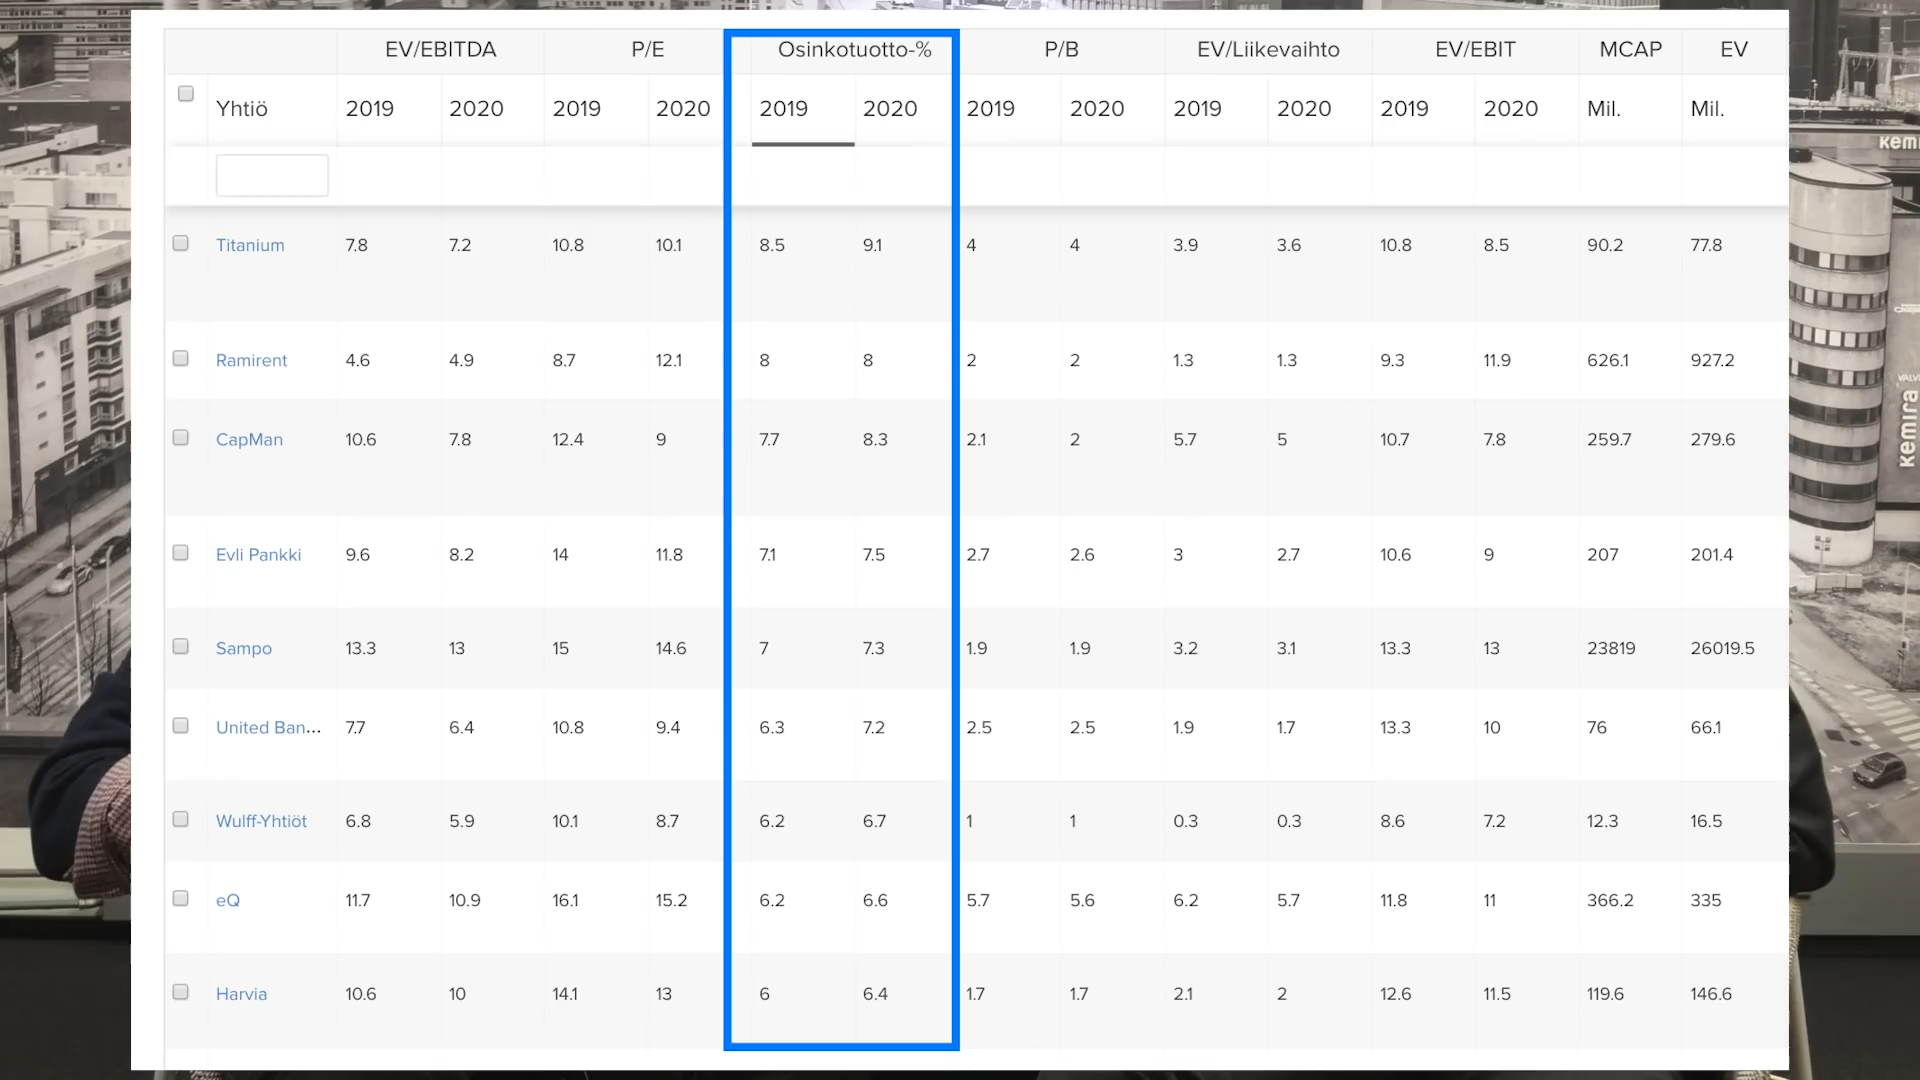 EV/EBITDA P/E Osinkotuotto-% P/B EV/Liikevaihto EV/EBIT MCAP EV
Yhtiö 2019 2020 2019 2020 2019 2020 2019 2020 2019 2020 2019 2020 Mil. Mil.
Titanium 7.8 7.2 10.8 10.1 8.5 9.1 4 4 3.9 3.6 10.8 8.5 90.2 77.8
Ramirent 4.6 4.9 8.7 12.1 8 8 2 2 1.3 1.3 9.3 11.9 626.1 927.2
CapMan 10.6 7.8 12.4 9 7.7 8.3 2.1 2 5.7 5 10.7 7.8 259.7 279.6
Evli Pankki 9.6 8.2 14 11.8 7.1 7.5 2.7 2.6 3 2.7 10.6 9 207 201.4
Sampo 13.3 13 15 14.6 7 7.3 1.9 1.9 3.2 3.1 13.3 13 23819 26019.5
United Ban... 7.7 6.4 10.8 9.4 6.3 7.2 2.5 2.5 1.9 1.7 13.3 10 76 66.1
Wulff-Yhtiöt 6.8 5.9 10.1 8.7 6.2 6.7 1 1 0.3 0.3 8.6 7.2 12.3 16.5
eQ 11.7 10.9 16.1 15.2 6.2 6.6 5.7 5.6 6.2 5.7 11.8 11 366.2 335
Harvia 10.6 10 14.1 13 6 6.4 1.7 1.7 2.1 2 12.6 11.5 119.6 146.6
kemi
kemira